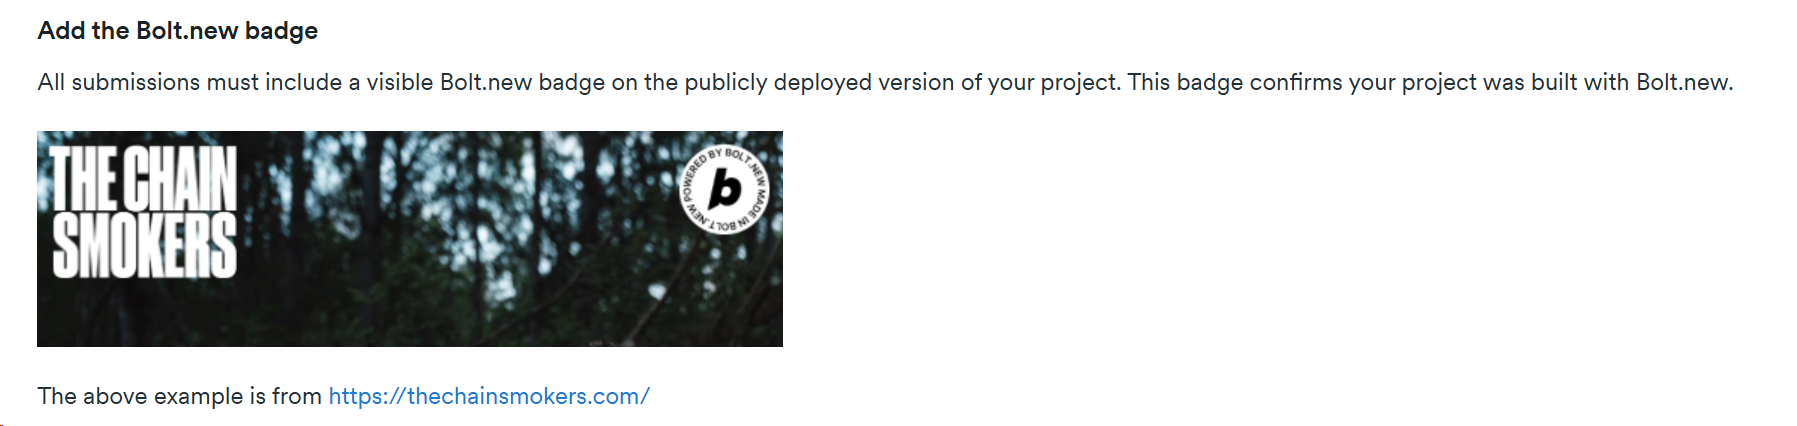 Add the Bolt.new badge
All submissions must include a visible Bolt.new badge on the publicly deployed version of your project. This badge confirms your project was built with Bolt.new.
THE CHAIN
SMOKERS
POWERED BY BOLT.NEW MADE IN BOLT.NEW
b
The above example is from https://thechainsmokers.com/